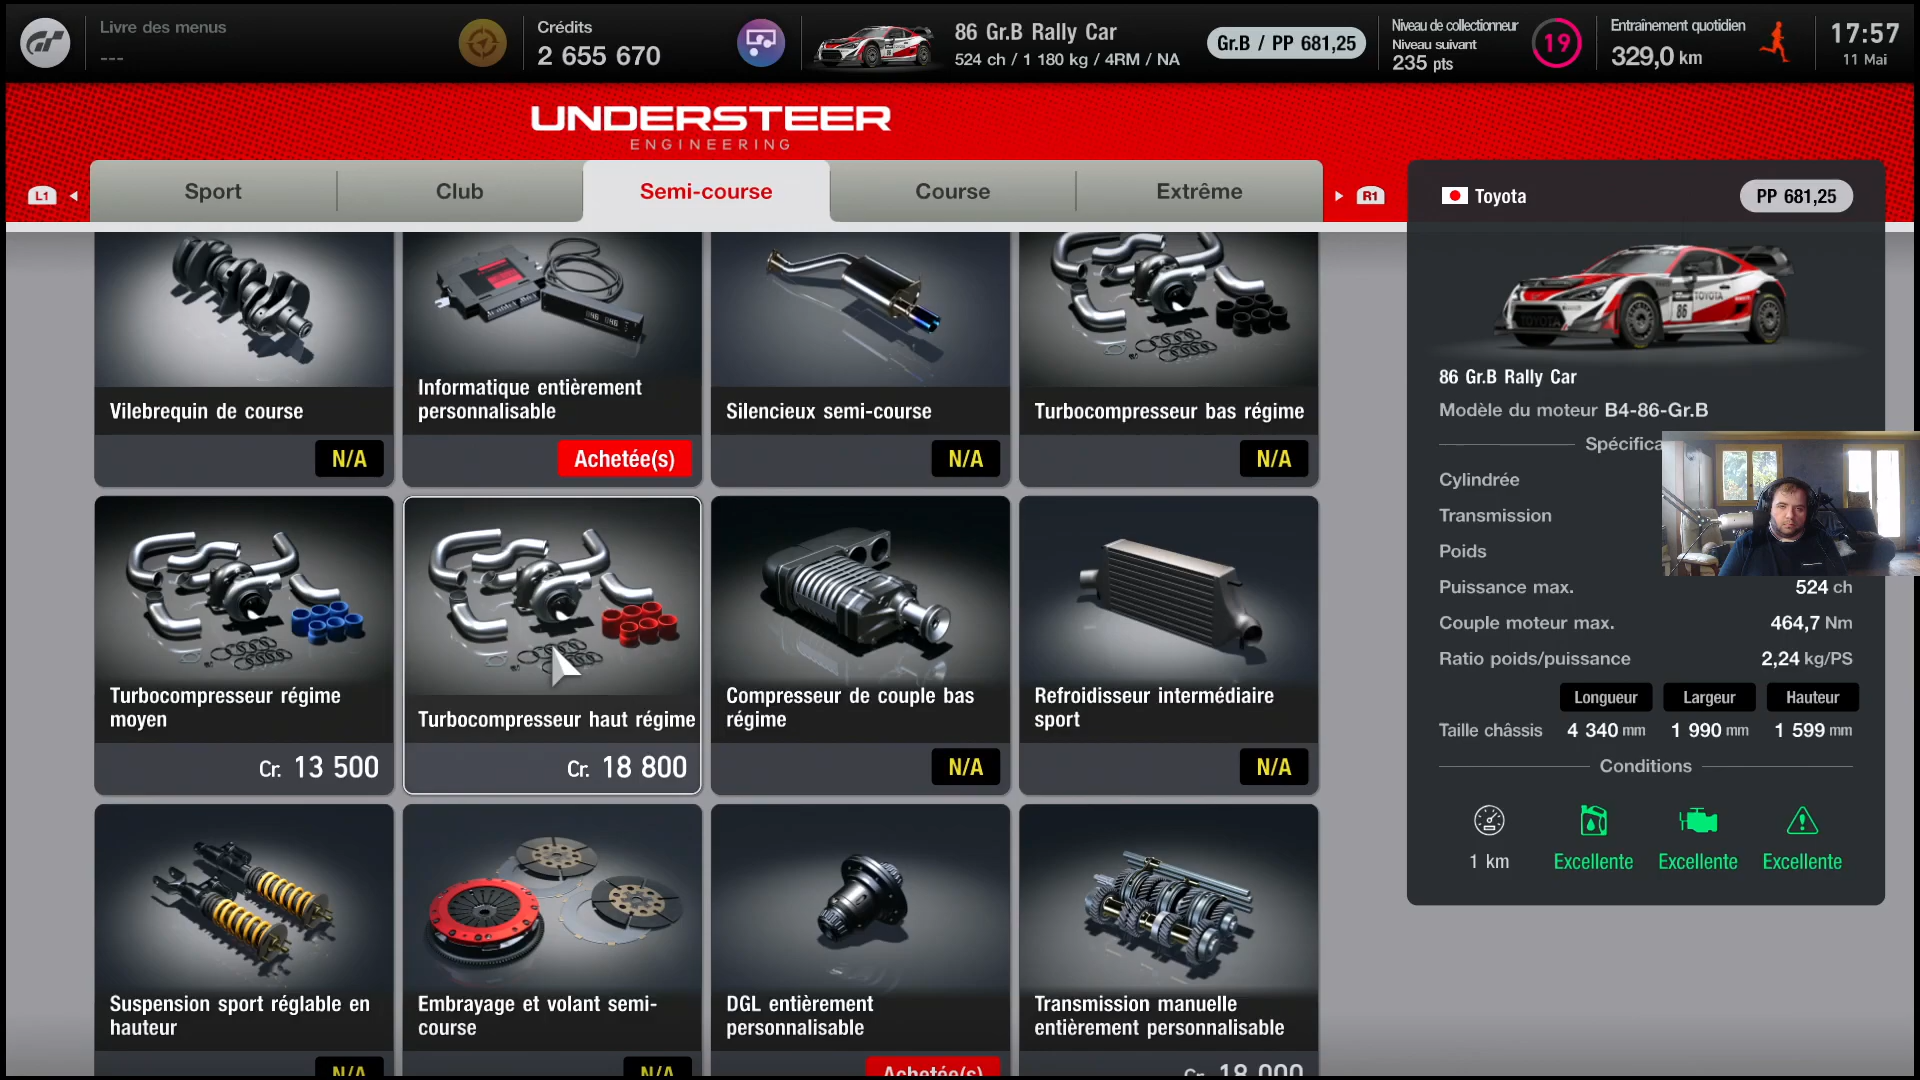 Livre des menus
---
Crédits
2 655 670
86 Gr.B Rally Car
524 ch / 1 180 kg / 4RM / NA
Gr.B / PP 681,25
Niveau de collectionneur
Niveau suivant
235 pts
19
Entraînement quotidien
329,0 km
17:57
11 Mai
UNDERSTEER
ENGINEERING
L1
Sport
Club
Semi-course
Course
Extrême
R1
Vilebrequin de course
N/A
Informatique entièrement
personnalisable
Achetée(s)
Silencieux semi-course
N/A
Turbocompresseur bas régime
N/A
Turbocompresseur régime
moyen
Cr. 13 500
Turbocompresseur haut régime
Cr. 18 800
Compresseur de couple bas
régime
N/A
Refroidisseur intermédiaire
sport
N/A
Suspension sport réglable en
hauteur
N/A
Embrayage et volant semi-
course
N/A
DGL entièrement
personnalisable
Achetée(s)
Transmission manuelle
entièrement personnalisable
Cr. 18 000
Toyota
PP 681,25
86 Gr.B Rally Car
Modèle du moteur B4-86-Gr.B
Spécifica
Cylindrée
Transmission
Poids
Puissance max. 524 ch
Couple moteur max. 464,7 Nm
Ratio poids/puissance 2,24 kg/PS
Longueur Largeur Hauteur
Taille châssis 4 340 mm 1 990 mm 1 599 mm
Conditions
1 km
Excellente
Excellente
Excellente